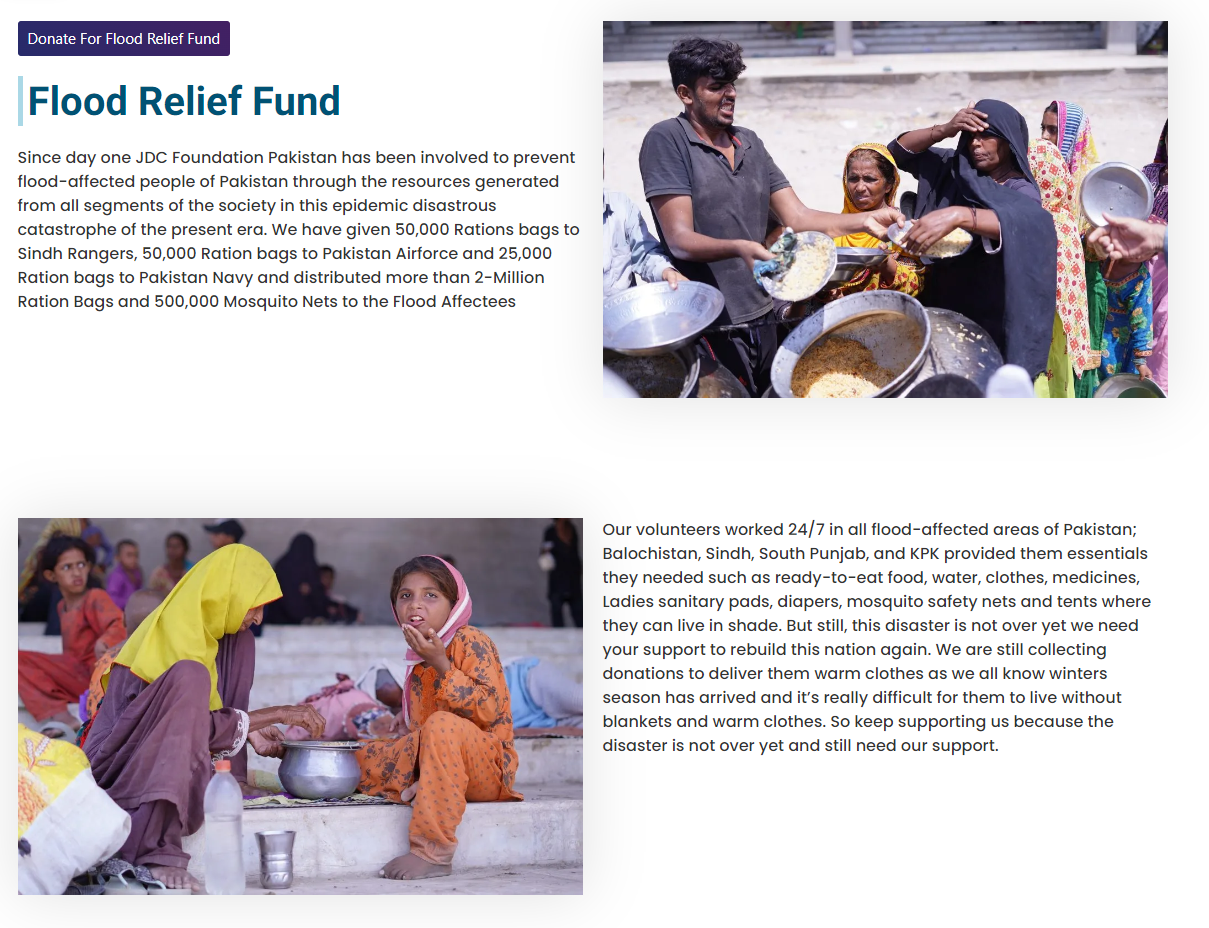 Donate For Flood Relief Fund
Flood Relief Fund
Since day one JDC Foundation Pakistan has been involved to prevent
flood-affected people of Pakistan through the resources generated
from all segments of the society in this epidemic disastrous
catastrophe of the present era. We have given 50,000 Rations bags to
Sindh Rangers, 50,000 Ration bags to Pakistan Airforce and 25,000
Ration bags to Pakistan Navy and distributed more than 2-Million
Ration Bags and 500,000 Mosquito Nets to the Flood Affectees
Our volunteers worked 24/7 in all flood-affected areas of Pakistan;
Balochistan, Sindh, South Punjab, and KPK provided them essentials
they needed such as ready-to-eat food, water, clothes, medicines,
Ladies sanitary pads, diapers, mosquito safety nets and tents where
they can live in shade. But still, this disaster is not over yet we need
your support to rebuild this nation again. We are still collecting
donations to deliver them warm clothes as we all know winters
season has arrived and it’s really difficult for them to live without
blankets and warm clothes. So keep supporting us because the
disaster is not over yet and still need our support.